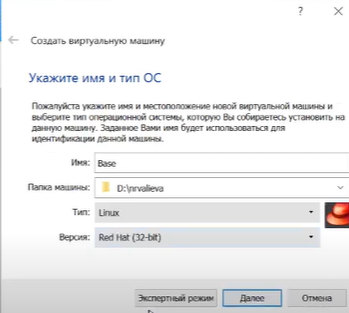 ?
Создать виртуальную машину
Укажите имя и тип ОС
Пожалуйста укажите имя и местоположение новой виртуальной машины и
выберите тип операционной системы, которую Вы собираетесь установить на
данную машину. Заданное Вами имя будет использоваться для
идентификации данной машины.
Имя: Base
Папка машины: D:\nrvalieva
Тип: Linux
Версия: Red Hat (32-bit)
Экспертный режим Далее Отмена